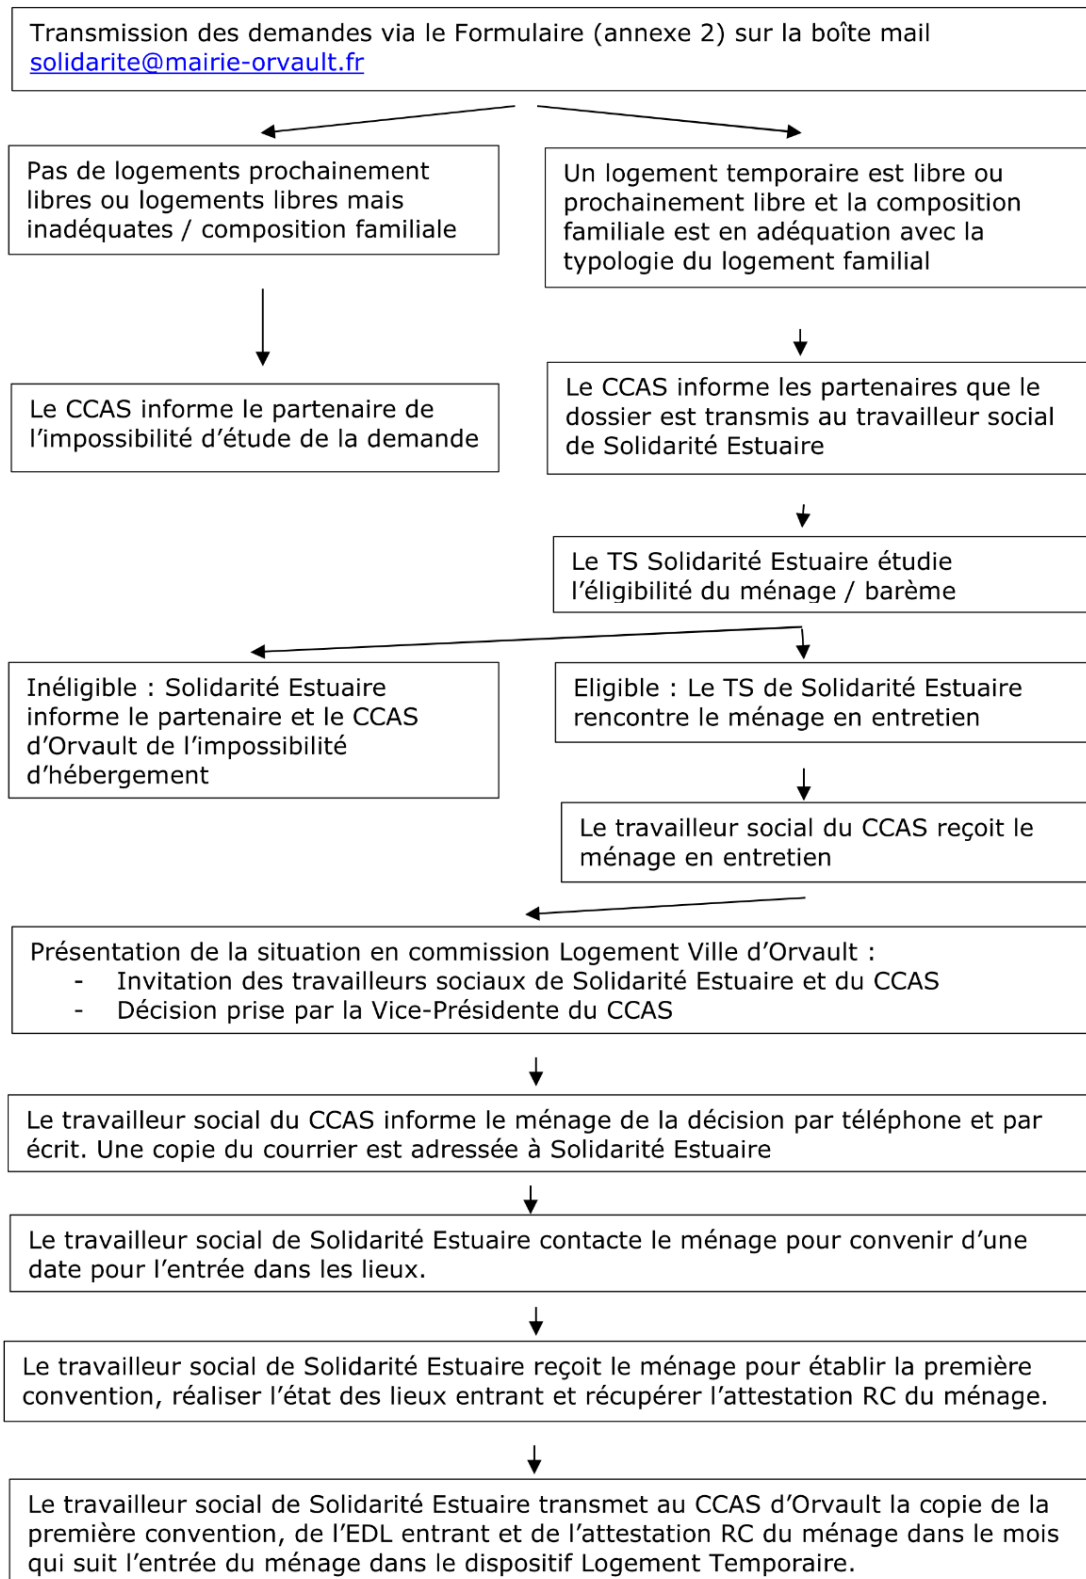 Transmission des demandes via le Formulaire (annexe 2) sur la boîte mail
solidarite@mairie-orvault.fr
Pas de logements prochainement
libres ou logements libres mais
inadéquates / composition familiale
Un logement temporaire est libre ou
prochainement libre et la composition
familiale est en adéquation avec la
typologie du logement familial
Le CCAS informe le partenaire de
l'impossibilité d'étude de la demande
Le CCAS informe les partenaires que le
dossier est transmis au travailleur social
de Solidarité Estuaire
Le TS Solidarité Estuaire étudie
l'éligibilité du ménage / barème
Inéligible : Solidarité Estuaire
informe le partenaire et le CCAS
d'Orvault de l'impossibilité
d'hébergement
Eligible : Le TS de Solidarité Estuaire
rencontre le ménage en entretien
Le travailleur social du CCAS reçoit le
ménage en entretien
Présentation de la situation en commission Logement Ville d'Orvault :
- Invitation des travailleurs sociaux de Solidarité Estuaire et du CCAS
- Décision prise par la Vice-Présidente du CCAS
Le travailleur social du CCAS informe le ménage de la décision par téléphone et par
écrit. Une copie du courrier est adressée à Solidarité Estuaire
Le travailleur social de Solidarité Estuaire contacte le ménage pour convenir d'une
date pour l'entrée dans les lieux.
Le travailleur social de Solidarité Estuaire reçoit le ménage pour établir la première
convention, réaliser l'état des lieux entrant et récupérer l'attestation RC du ménage.
Le travailleur social de Solidarité Estuaire transmet au CCAS d'Orvault la copie de la
première convention, de l'EDL entrant et de l'attestation RC du ménage dans le mois
qui suit l'entrée du ménage dans le dispositif Logement Temporaire.